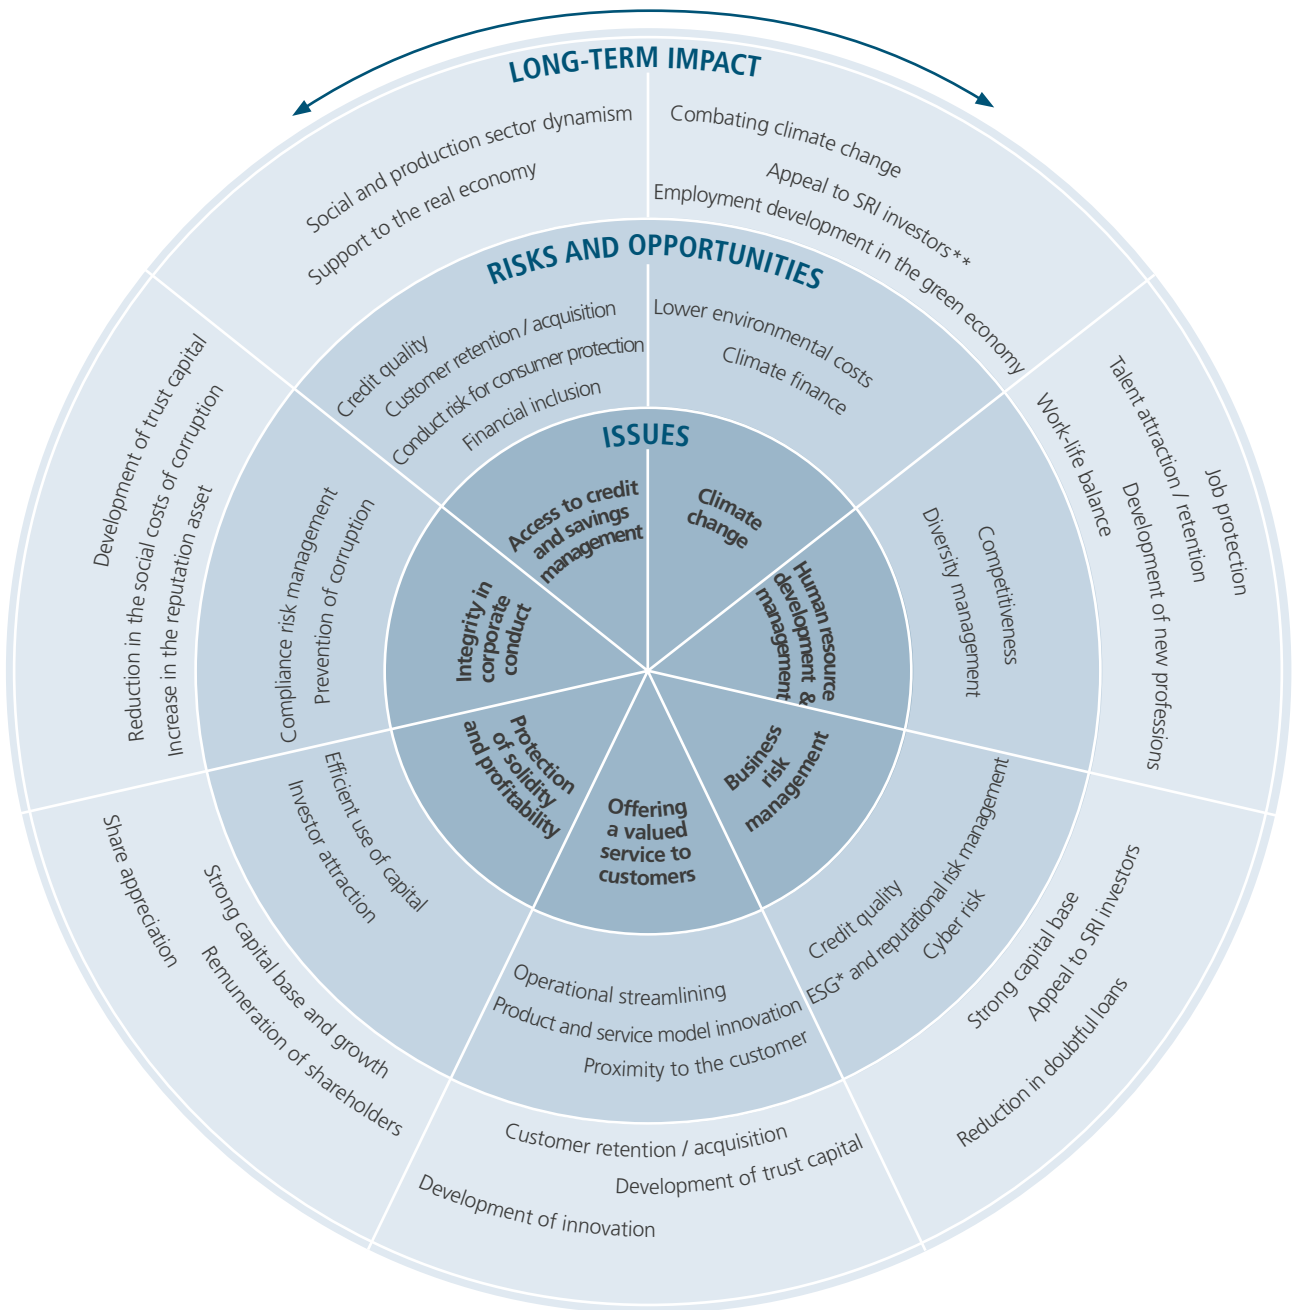 LONG-TERM IMPACT
Social and production sector dynamism
Support to the real economy
Combating climate change
Appeal to SRI investors**
Employment development in the green economy
Talent attraction / retention
Job protection
Work-life balance
Development of new professions
Strong capital base
Appeal to SRI investors
Reduction in doubtful loans
Customer retention / acquisition
Development of trust capital
Development of innovation
Share appreciation
Strong capital base and growth
Remuneration of shareholders
Development of trust capital
Reduction in the social costs of corruption
Increase in the reputation asset
RISKS AND OPPORTUNITIES
Credit quality
Customer retention / acquisition
Conduct risk for consumer protection
Financial inclusion
Lower environmental costs
Climate finance
Competitiveness
Diversity management
Credit quality
ESG* and reputational risk management
Cyber risk
Operational streamlining
Product and service model innovation
Proximity to the customer
Efficient use of capital
Investor attraction
Compliance risk management
Prevention of corruption
ISSUES
Access to credit
and savings
management
Climate
change
Human resource
development &
management
Business
risk
management
Offering
a valued
service to
customers
Protection
of solidity
and profitability
Integrity in
corporate
conduct